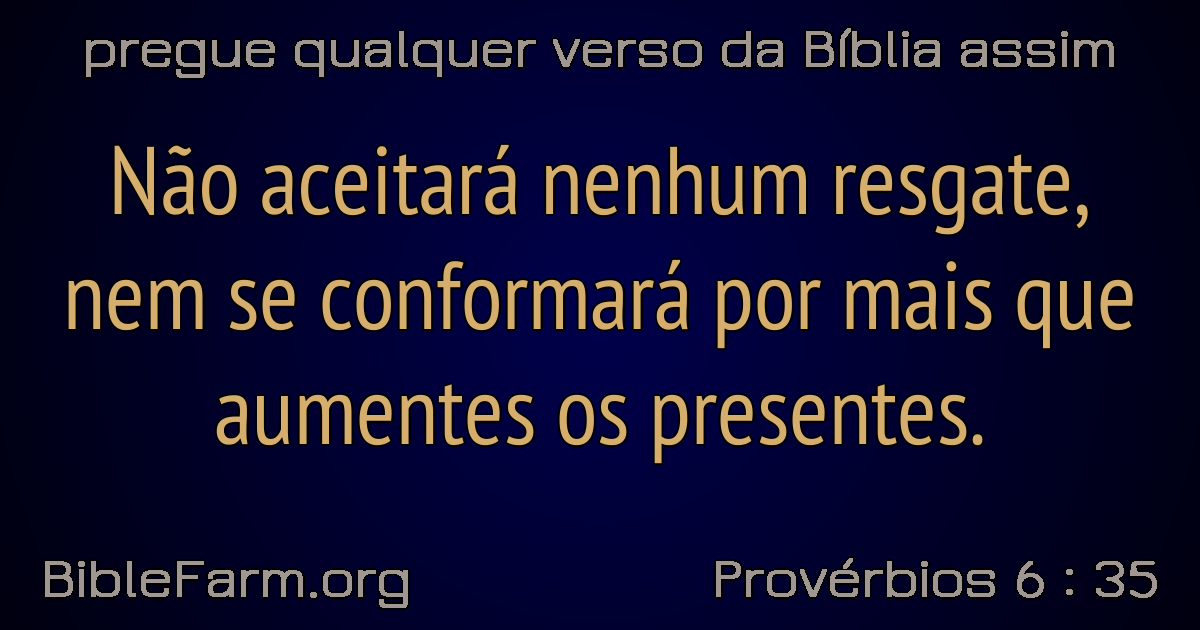 pregue qualquer verso da Bíblia assim
Não aceitará nenhum resgate,
nem se conformará por mais que
aumentes os presentes.
BibleFarm.org
Provérbios 6 : 35